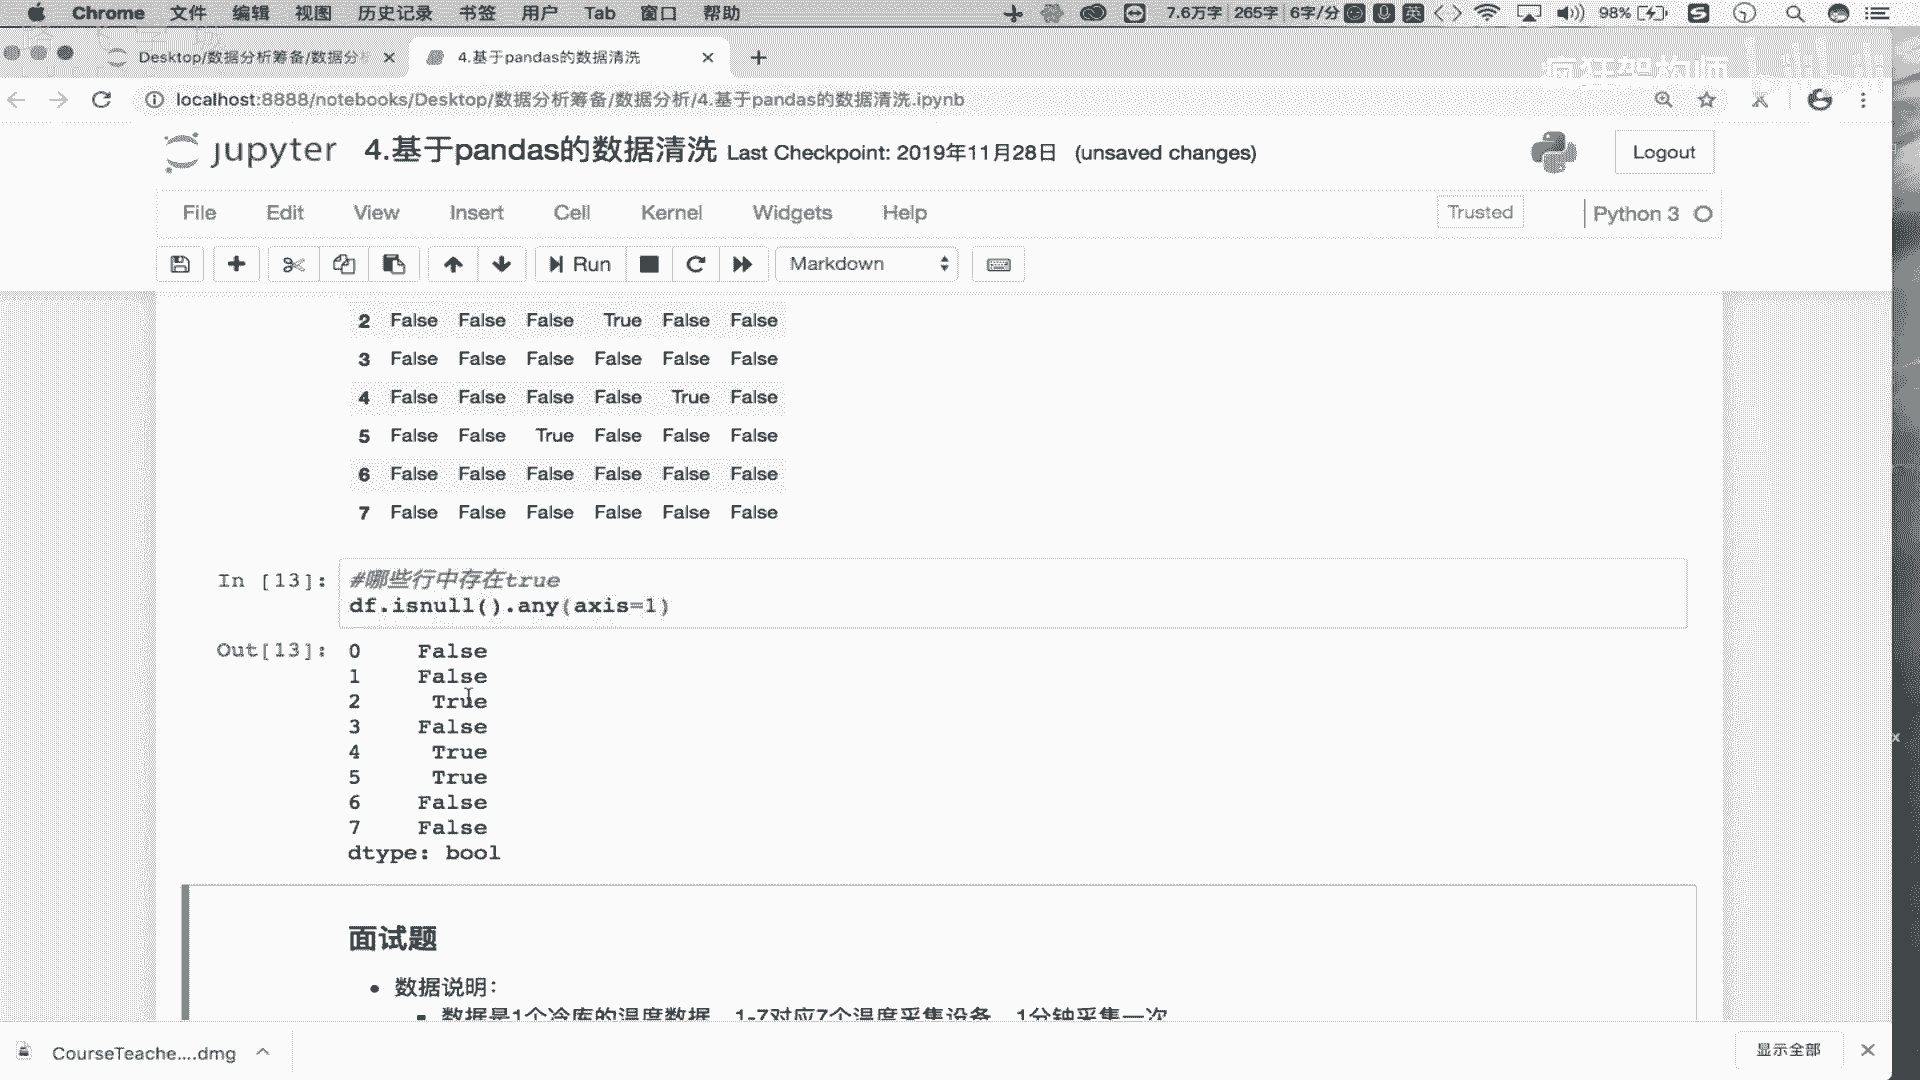 Chrome 文件 编辑 视图 历史记录 书签 用户 Tab 窗口 帮助 7.6万字 265字 6字/分 英 98%
Desktop/数据分析筹备/数据分 4.基于pandas的数据清洗
疯狂架构师 bilibili
localhost:8888/notebooks/Desktop/数据分析筹备/数据分析/4.基于pandas的数据清洗.ipynb
jupyter 4.基于pandas的数据清洗 Last Checkpoint: 2019年11月28日 (unsaved changes) Logout
File Edit View Insert Cell Kernel Widgets Help Trusted Python 3
Run Markdown
2 False False False True False False
3 False False False False False False
4 False False False False True False
5 False False True False False False
6 False False False False False False
7 False False False False False False
In [13]: #哪些行中存在true
df.isnull().any(axis=1)
Out[13]: 0 False
1 False
2 True
3 False
4 True
5 True
6 False
7 False
dtype: bool
面试题
数据说明：
数据是1个冷库的温度数据，1-7对应7个温度采集设备，1分钟采集一次
CourseTeache....dmg 显示全部